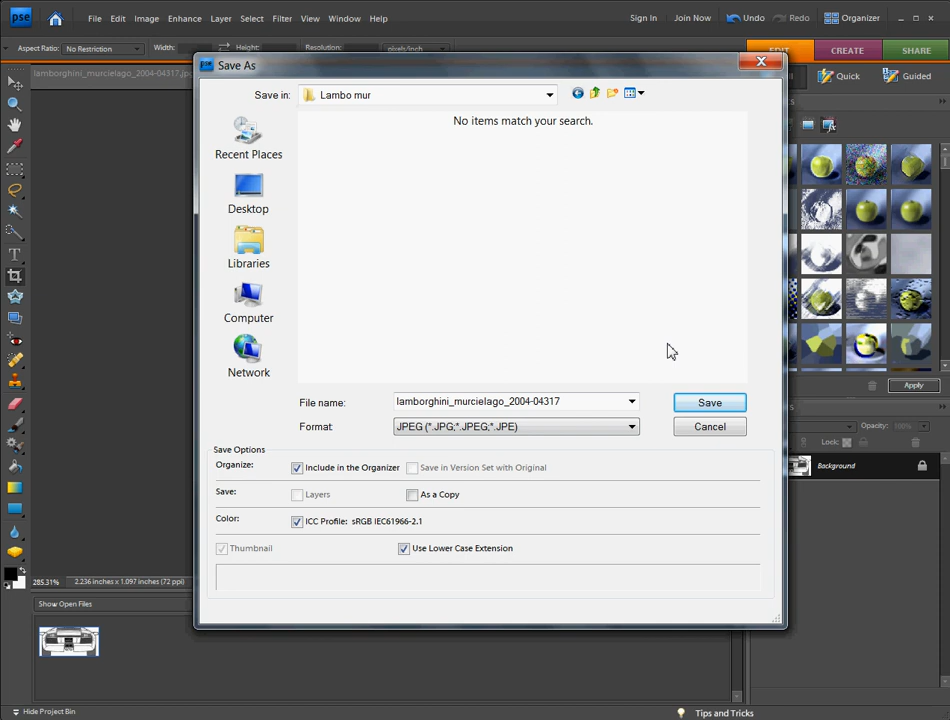 pse File Edit Image Enhance Layer Select Filter View Window Help Sign In Join Now Undo Redo Organizer
Aspect Ratio: No Restriction Width: Height: Resolution: pixels/inch EDIT CREATE SHARE
lamborghini_murcielago_2004-04317.jpg
Quick Guided
pse Save As
Save in: Lambo mur
No items match your search.
Recent Places
Desktop
Libraries
Computer
Network
File name: lamborghini_murcielago_2004-04317 Save
Format: JPEG (*.JPG;*.JPEG;*.JPE) Cancel
Save Options
Organize: Include in the Organizer Save in Version Set with Original
Save: Layers As a Copy
Color: ICC Profile: sRGB IEC61966-2.1
Thumbnail Use Lower Case Extension
Apply
Opacity: 100%
Lock:
Background
285.31% 2.236 inches x 1.097 inches (72 ppi)
Show Open Files
Hide Project Bin Tips and Tricks